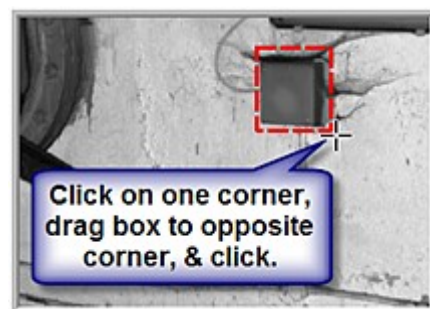 Click on one corner,
drag box to opposite
corner, & click.